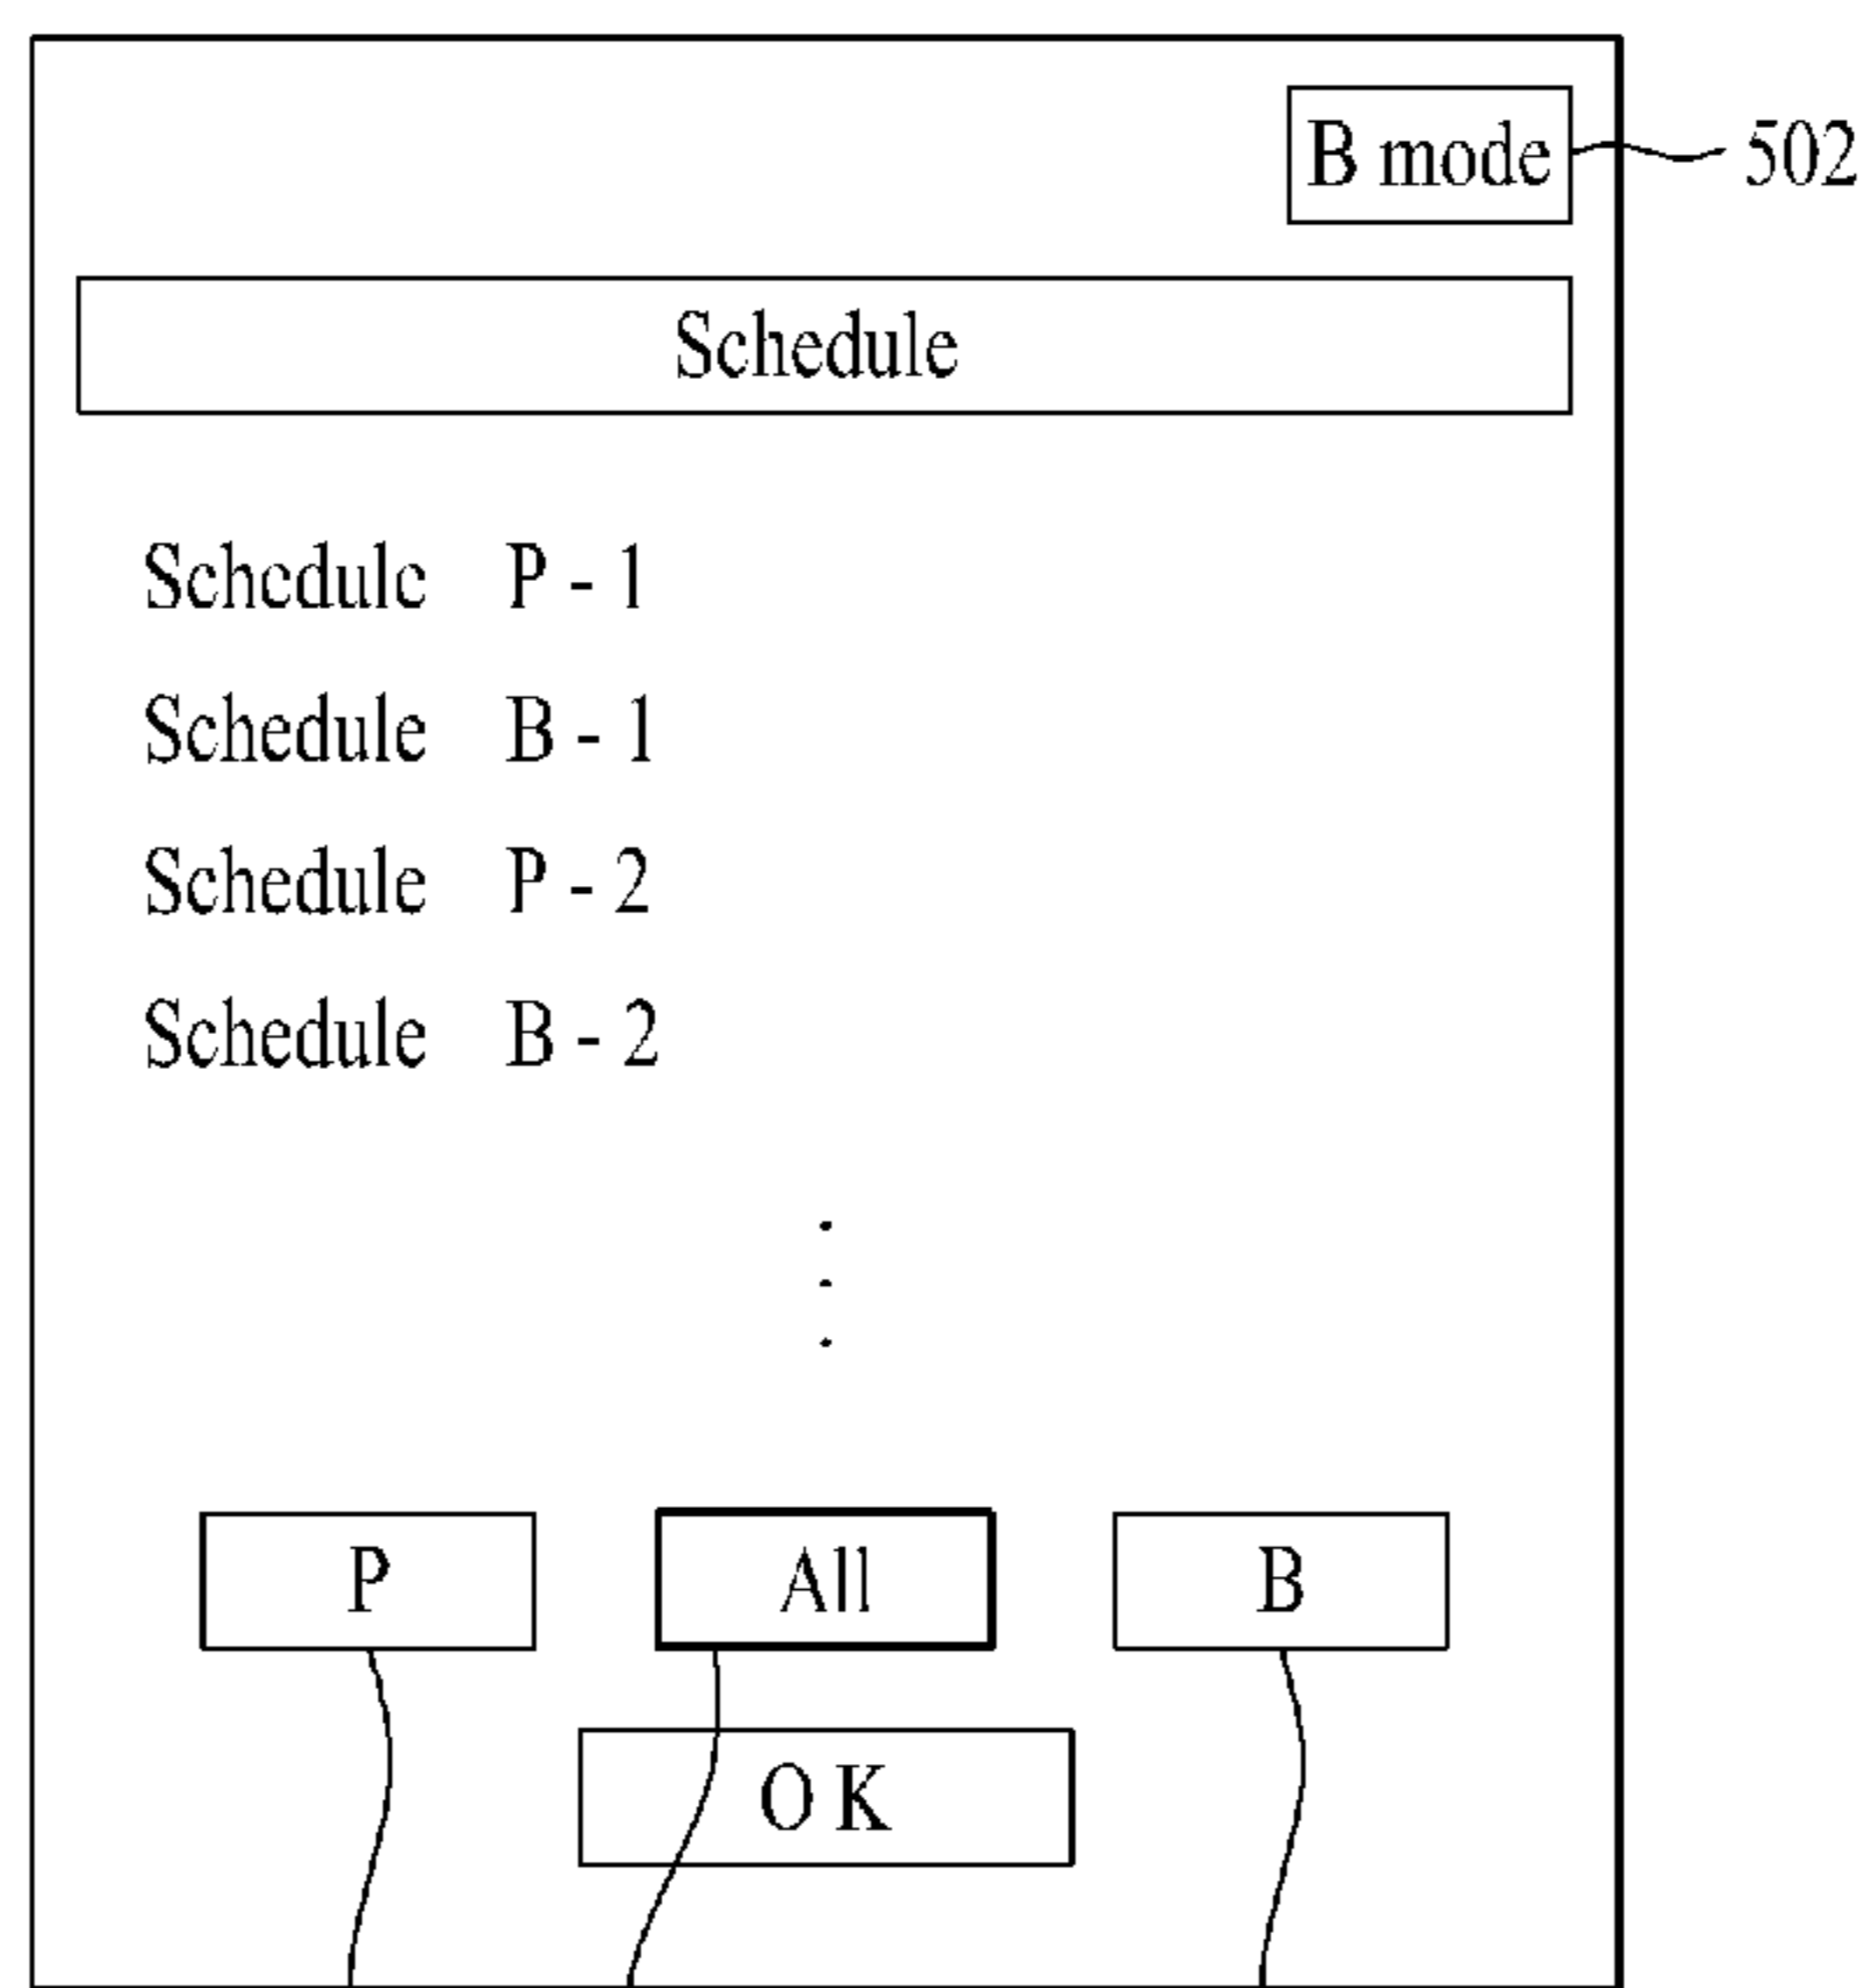 B mode 502
Schedule
Schedule P - 1
Schedule B - 1
Schedule P - 2
Schedule B - 2
P All B
OK